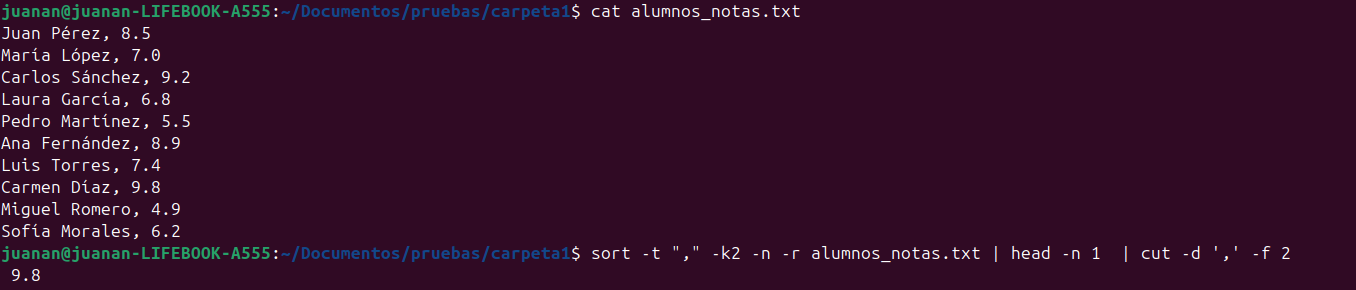 juanan@juanan-LIFEBOOK-A555:~/Documentos/pruebas/carpeta1$ cat alumnos_notas.txt
Juan Pérez, 8.5
María López, 7.0
Carlos Sánchez, 9.2
Laura García, 6.8
Pedro Martínez, 5.5
Ana Fernández, 8.9
Luis Torres, 7.4
Carmen Díaz, 9.8
Miguel Romero, 4.9
Sofía Morales, 6.2
juanan@juanan-LIFEBOOK-A555:~/Documentos/pruebas/carpeta1$ sort -t "," -k2 -n -r alumnos_notas.txt | head -n 1  | cut -d ',' -f 2
 9.8